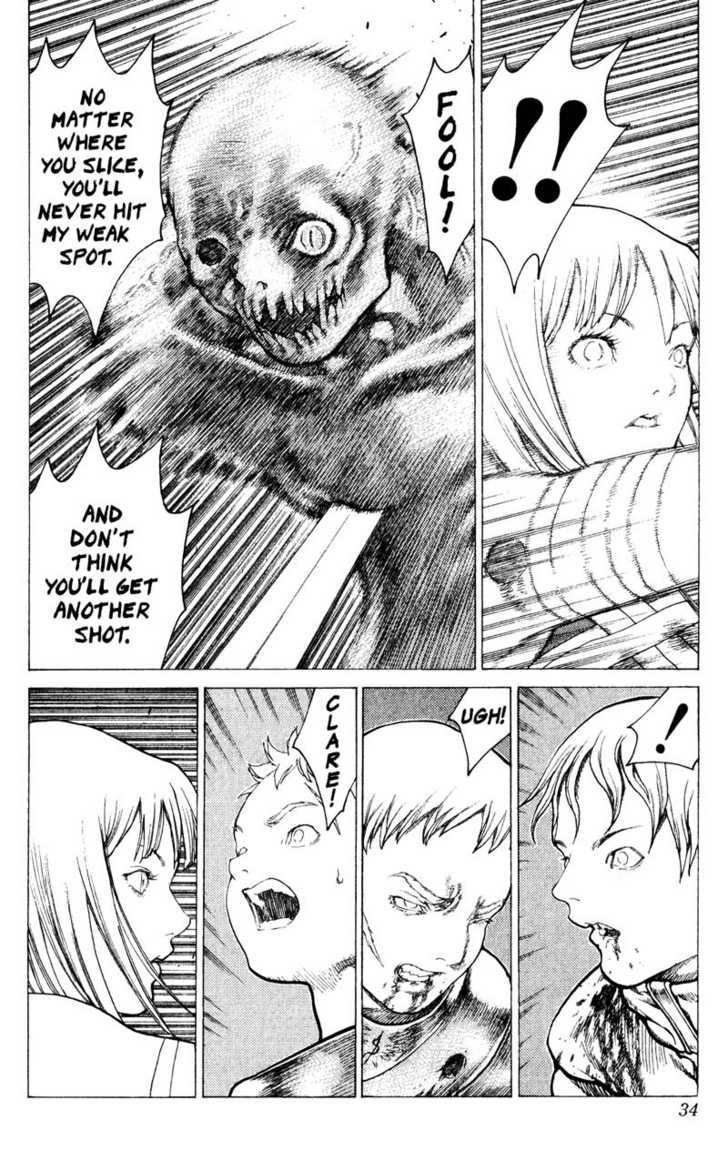 !!
FOOL!
NO
MATTER
WHERE
YOU SLICE,
YOU'LL
NEVER HIT
MY WEAK
SPOT.
AND
DON'T
THINK
YOU'LL GET
ANOTHER
SHOT.
!
UGH!
CLARE!
34